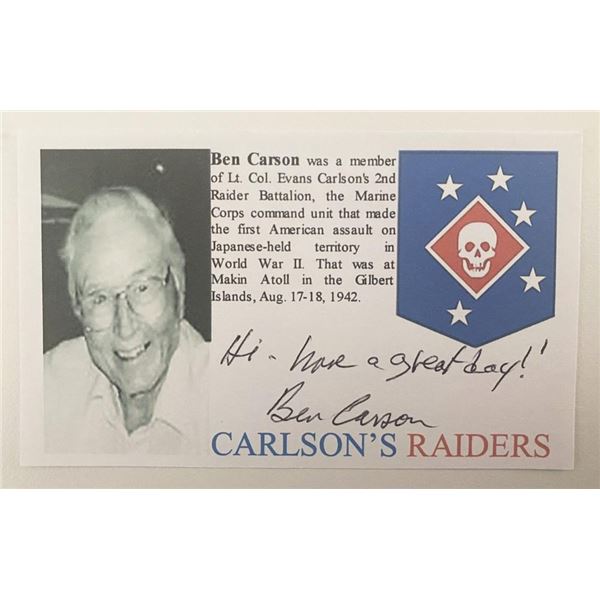 Ben Carson was a member
of Lt. Col. Evans Carlson's 2nd
Raider Battalion, the Marine
Corps command unit that made
the first American assault on
Japanese-held territory in
World War II. That was at
Makin Atoll in the Gilbert
Islands, Aug. 17-18, 1942.
Hi - have a great day!!
Ben Carson
CARLSON'S RAIDERS